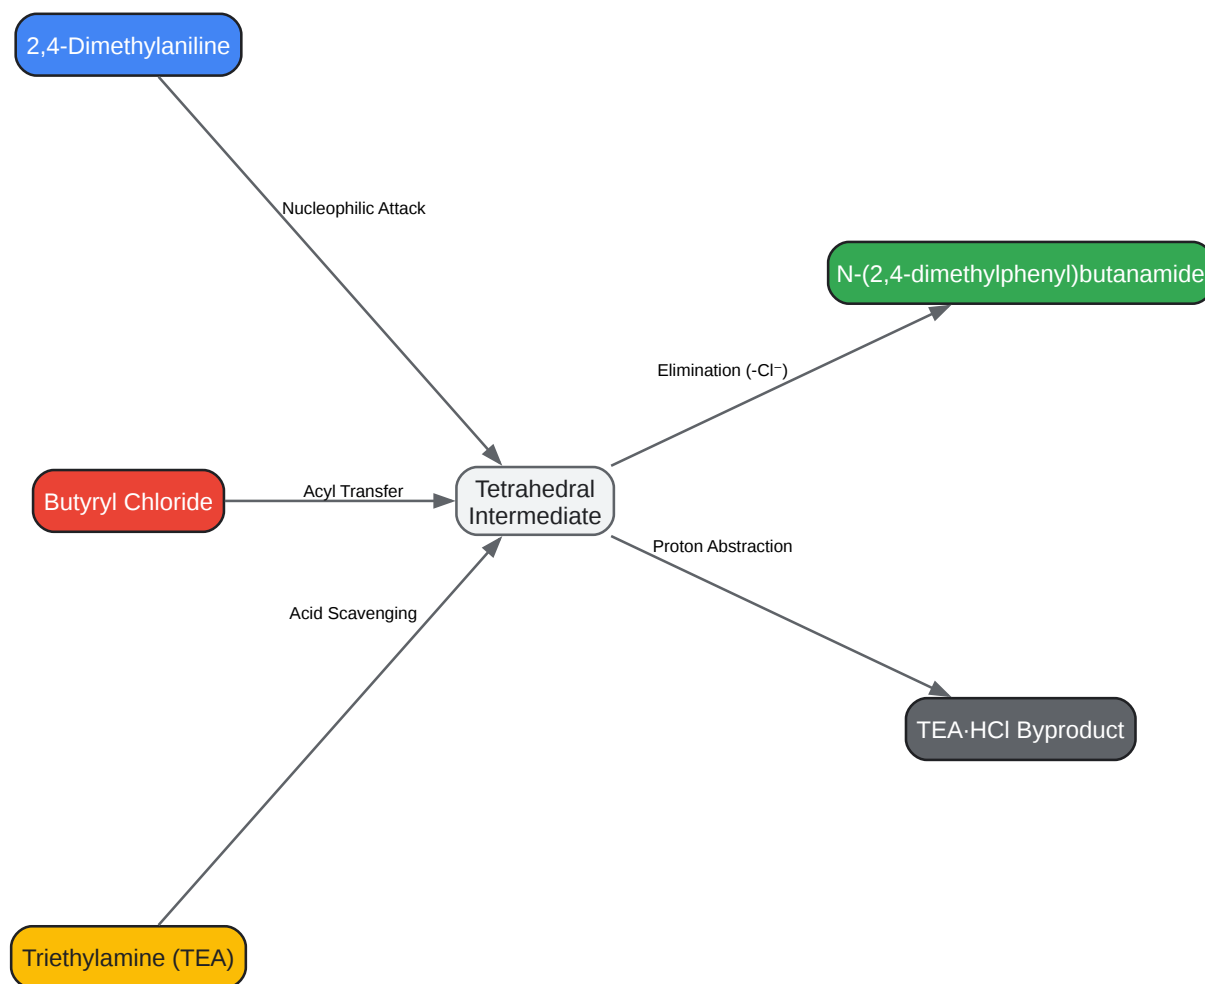 2,4-Dimethylaniline
Nucleophilic Attack
N-(2,4-dimethylphenyl)butanamide
Elimination (-Cl⁻)
Butyryl Chloride
Acyl Transfer
Tetrahedral
Intermediate
Proton Abstraction
Acid Scavenging
TEA·HCl Byproduct
Triethylamine (TEA)